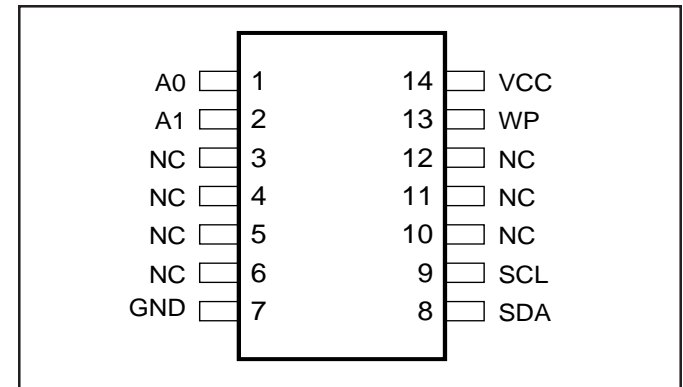 A0 1 14 VCC
A1 2 13 WP
NC 3 12 NC
NC 4 11 NC
NC 5 10 NC
NC 6 9 SCL
GND 7 8 SDA